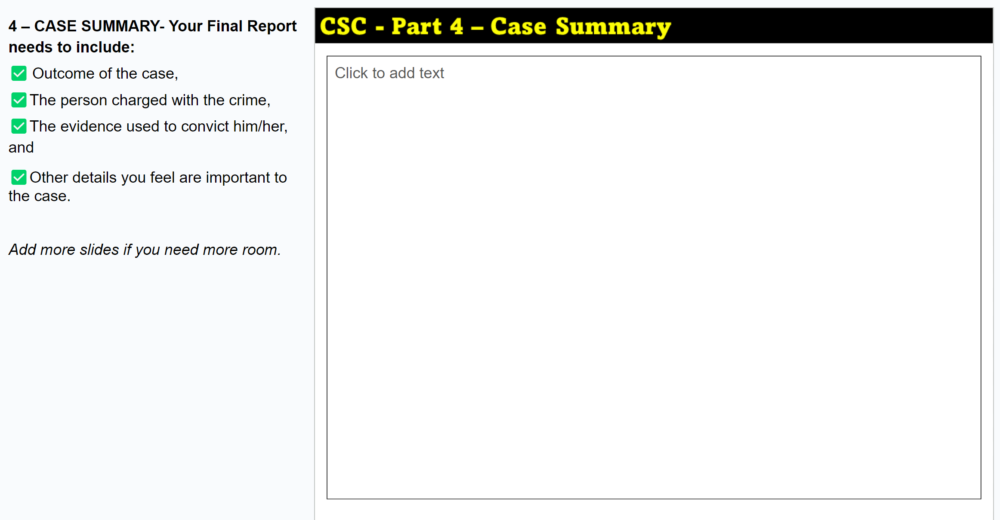 4 – CASE SUMMARY- Your Final Report
needs to include:
✅ Outcome of the case,
✅The person charged with the crime,
✅The evidence used to convict him/her,
and
✅Other details you feel are important to
the case.
Add more slides if you need more room.
CSC - Part 4 – Case Summary
Click to add text